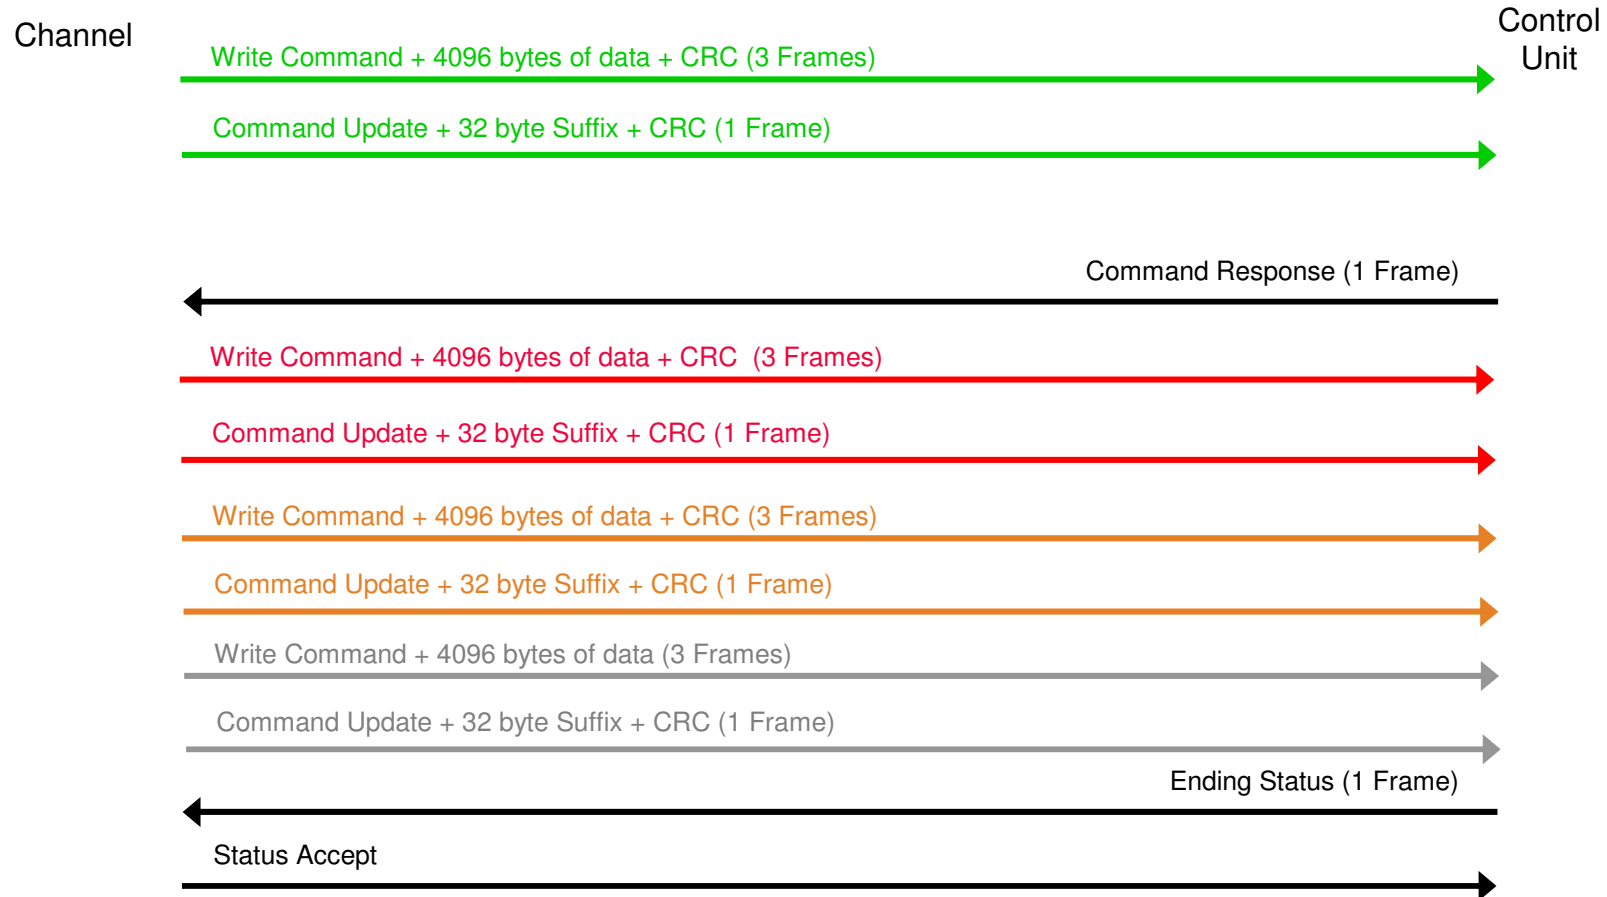 Channel
Control
Unit
Write Command + 4096 bytes of data + CRC (3 Frames)
Command Update + 32 byte Suffix + CRC (1 Frame)
Command Response (1 Frame)
Write Command + 4096 bytes of data + CRC  (3 Frames)
Command Update + 32 byte Suffix + CRC (1 Frame)
Write Command + 4096 bytes of data + CRC (3 Frames)
Command Update + 32 byte Suffix + CRC (1 Frame)
Write Command + 4096 bytes of data (3 Frames)
Command Update + 32 byte Suffix + CRC (1 Frame)
Ending Status (1 Frame)
Status Accept